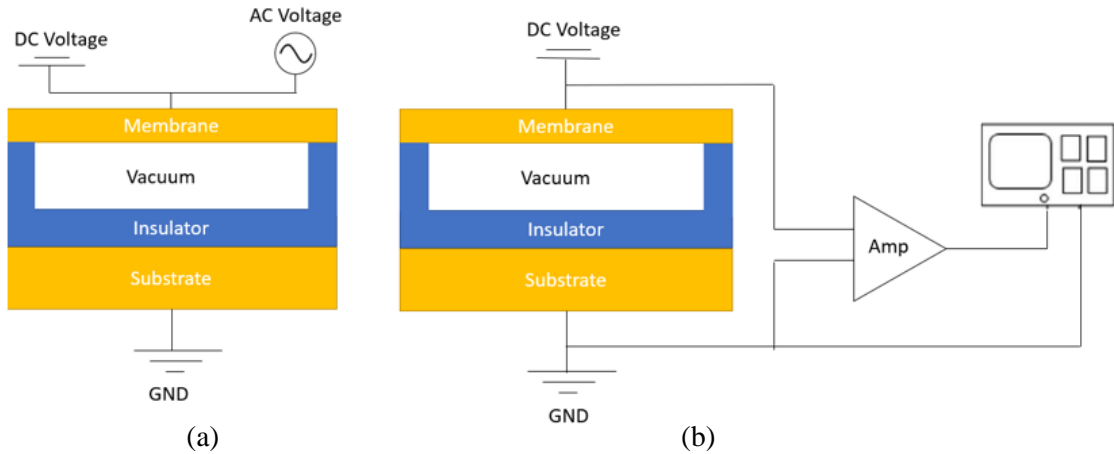 DC Voltage
AC Voltage
Membrane
Vacuum
Insulator
Substrate
GND
(a)
DC Voltage
Membrane
Vacuum
Insulator
Substrate
GND
Amp
(b)